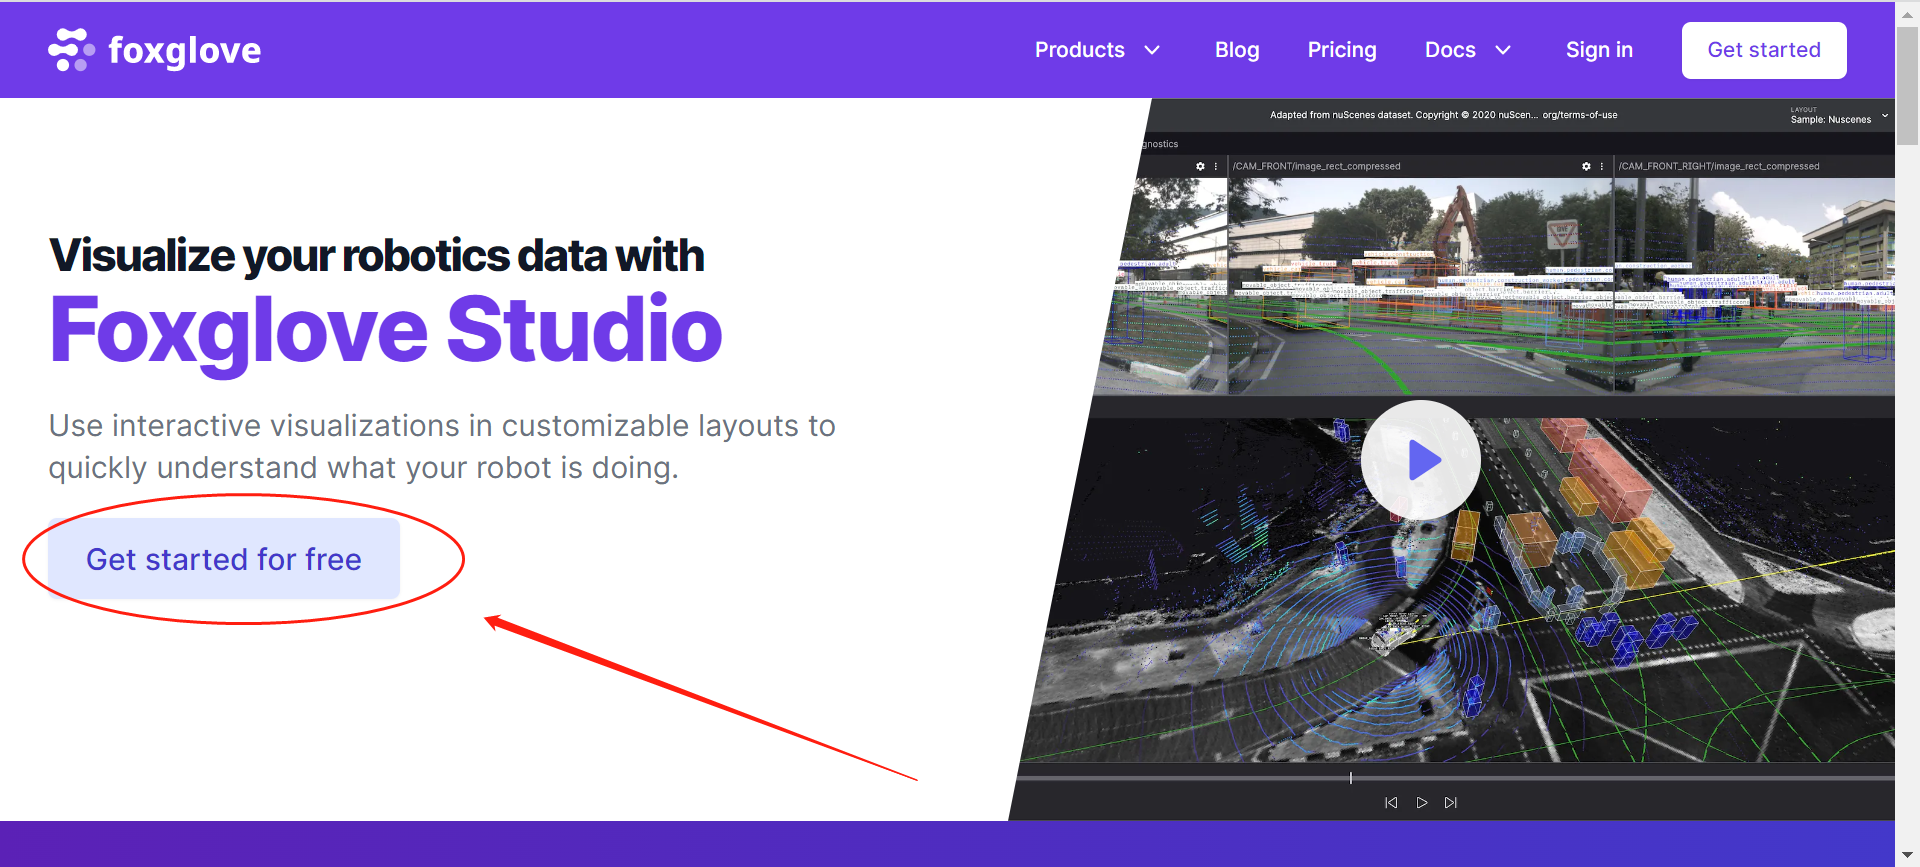 foxglove
Products
Blog
Pricing
Docs
Sign in
Get started
Visualize your robotics data with
Foxglove Studio
Use interactive visualizations in customizable layouts to
quickly understand what your robot is doing.
Get started for free
Adapted from nuScenes dataset. Copyright © 2020 nuScen... org/terms-of-use
LAYOUT
Sample: Nuscenes
gnostics
/CAM_FRONT/image_rect_compressed
/CAM_FRONT_RIGHT/image_rect_compressed